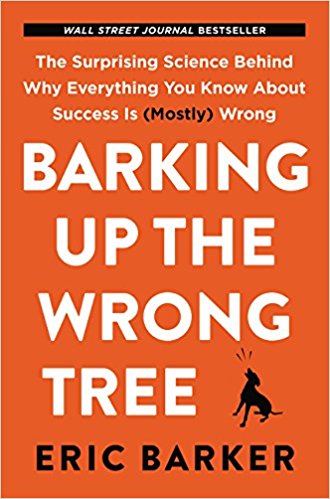 WALL STREET JOURNAL BESTSELLER
The Surprising Science Behind
Why Everything You Know About
Success Is (Mostly) Wrong
BARKING
UP THE
WRONG
TREE
ERIC BARKER